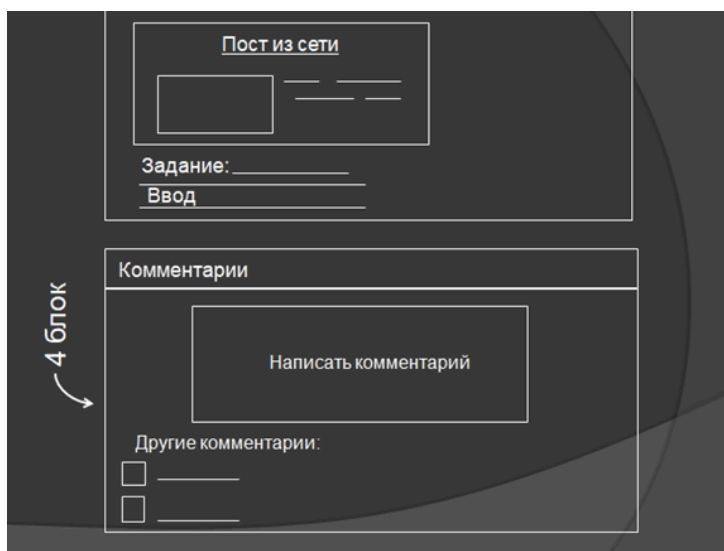 Пост из сети
Задание:
Ввод
Комментарии
4 блок
Написать комментарий
Другие комментарии: